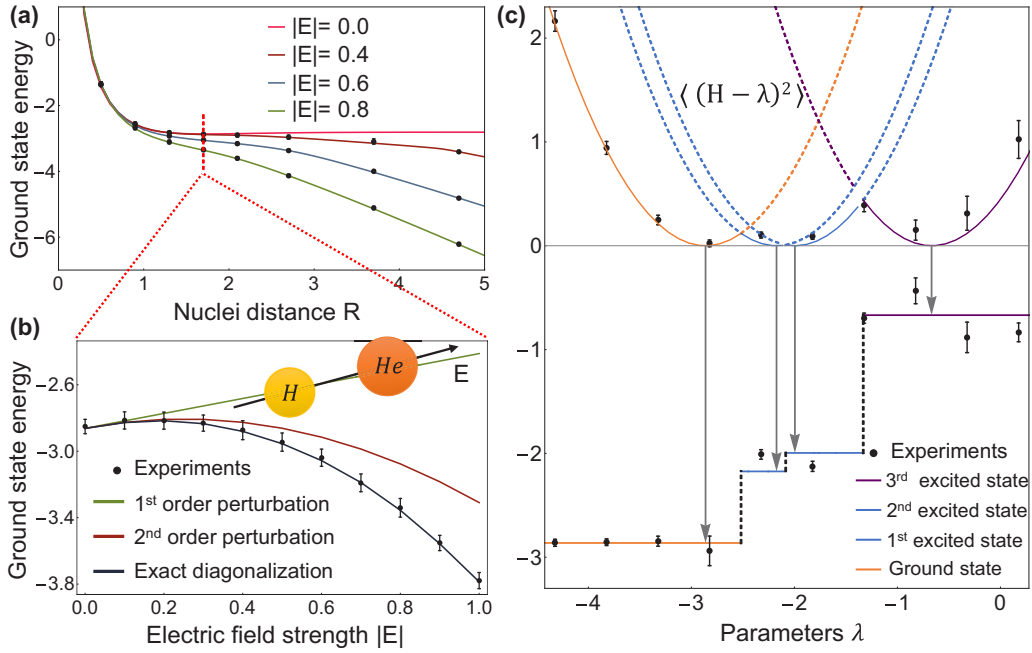 (a)
|E|= 0.0
|E|= 0.4
|E|= 0.6
|E|= 0.8
Ground state energy
0
−2
−4
−6
0
1
2
3
4
5
Nuclei distance R
(b)
H
He
E
Ground state energy
−2.6
−3.0
−3.4
−3.8
Experiments
1st order perturbation
2nd order perturbation
Exact diagonalization
0.0
0.2
0.4
0.6
0.8
1.0
Electric field strength |E|
(c)
2
1
0
−1
−2
−3
⟨ (H − λ)² ⟩
Experiments
3rd excited state
2nd excited state
1st excited state
Ground state
−4
−3
−2
−1
0
Parameters λ